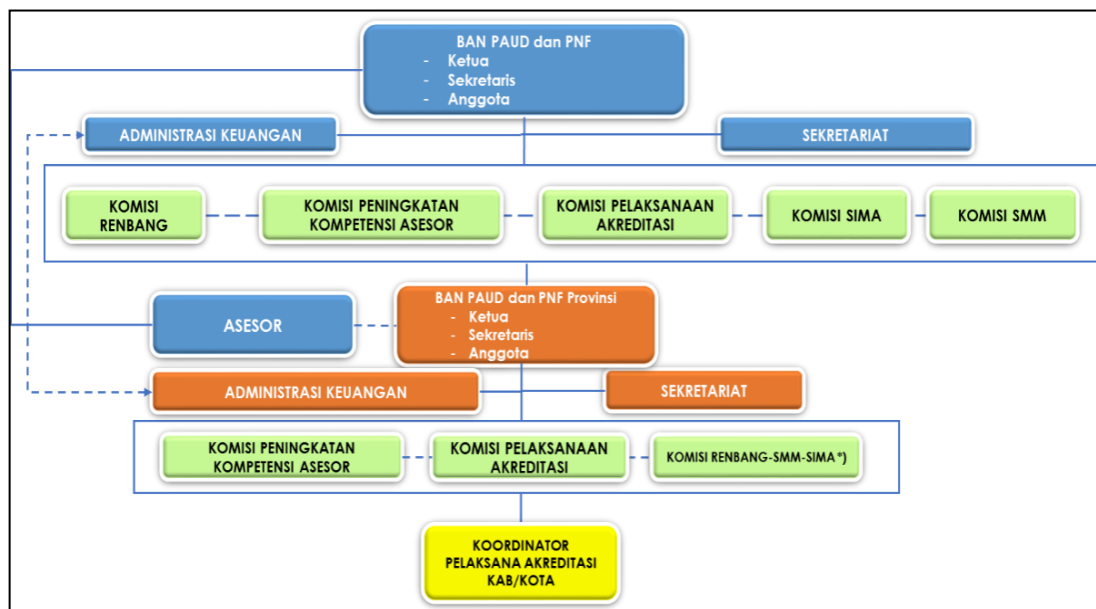 BAN PAUD dan PNF
- Ketua
- Sekretaris
- Anggota
ADMINISTRASI KEUANGAN
SEKRETARIAT
KOMISI
RENBANG
KOMISI PENINGKATAN
KOMPETENSI ASESOR
KOMISI PELAKSANAAN
AKREDITASI
KOMISI SIMA
KOMISI SMM
ASESOR
BAN PAUD dan PNF Provinsi
- Ketua
- Sekretaris
- Anggota
ADMINISTRASI KEUANGAN
SEKRETARIAT
KOMISI PENINGKATAN
KOMPETENSI ASESOR
KOMISI PELAKSANAAN
AKREDITASI
KOMISI RENBANG-SMM-SIMA *)
KOORDINATOR
PELAKSANA AKREDITASI
KAB/KOTA